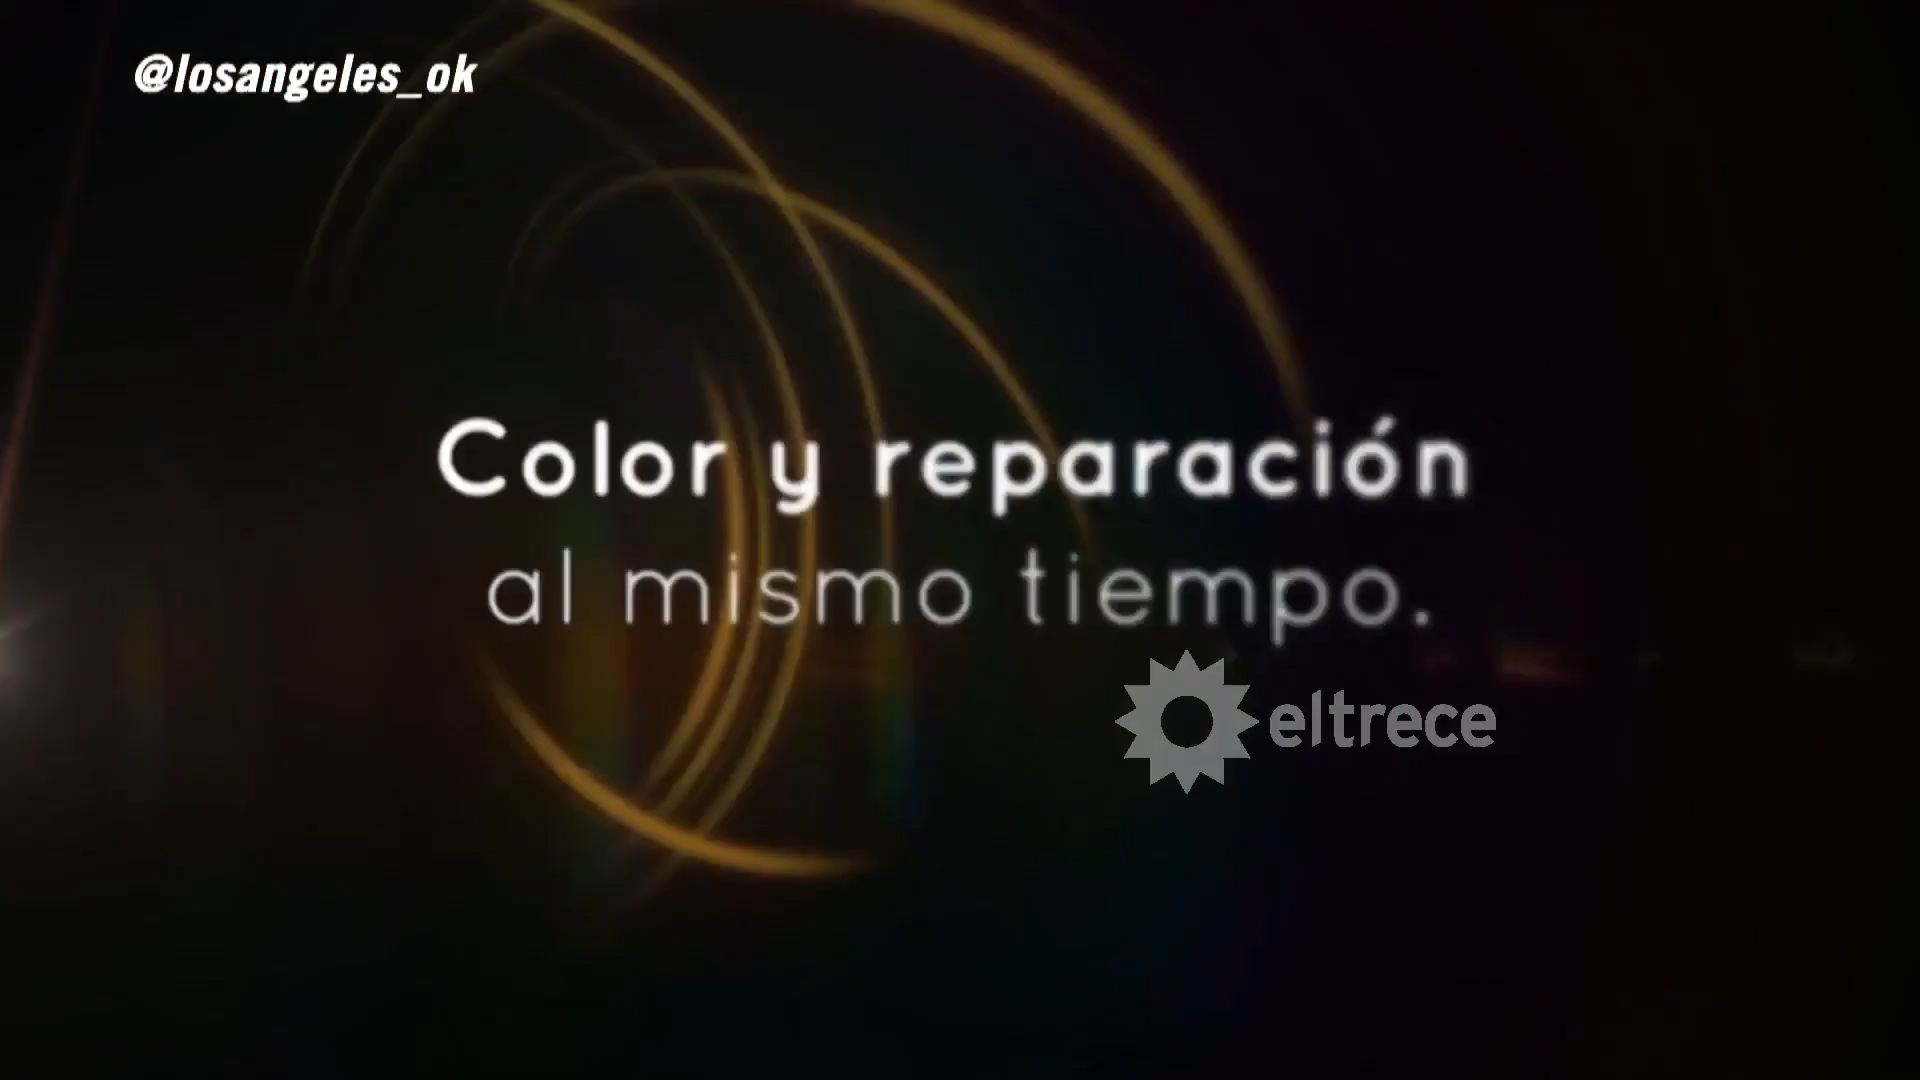 @losangeles_ok
Color y reparación
al mismo tiempo.
eltrece